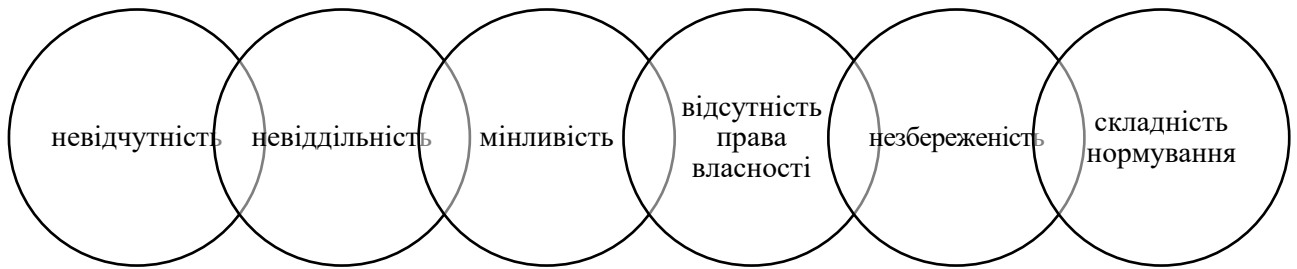 невідчутність
невіддільність
мінливість
відсутність
права
власності
незбереженість
складність
нормування